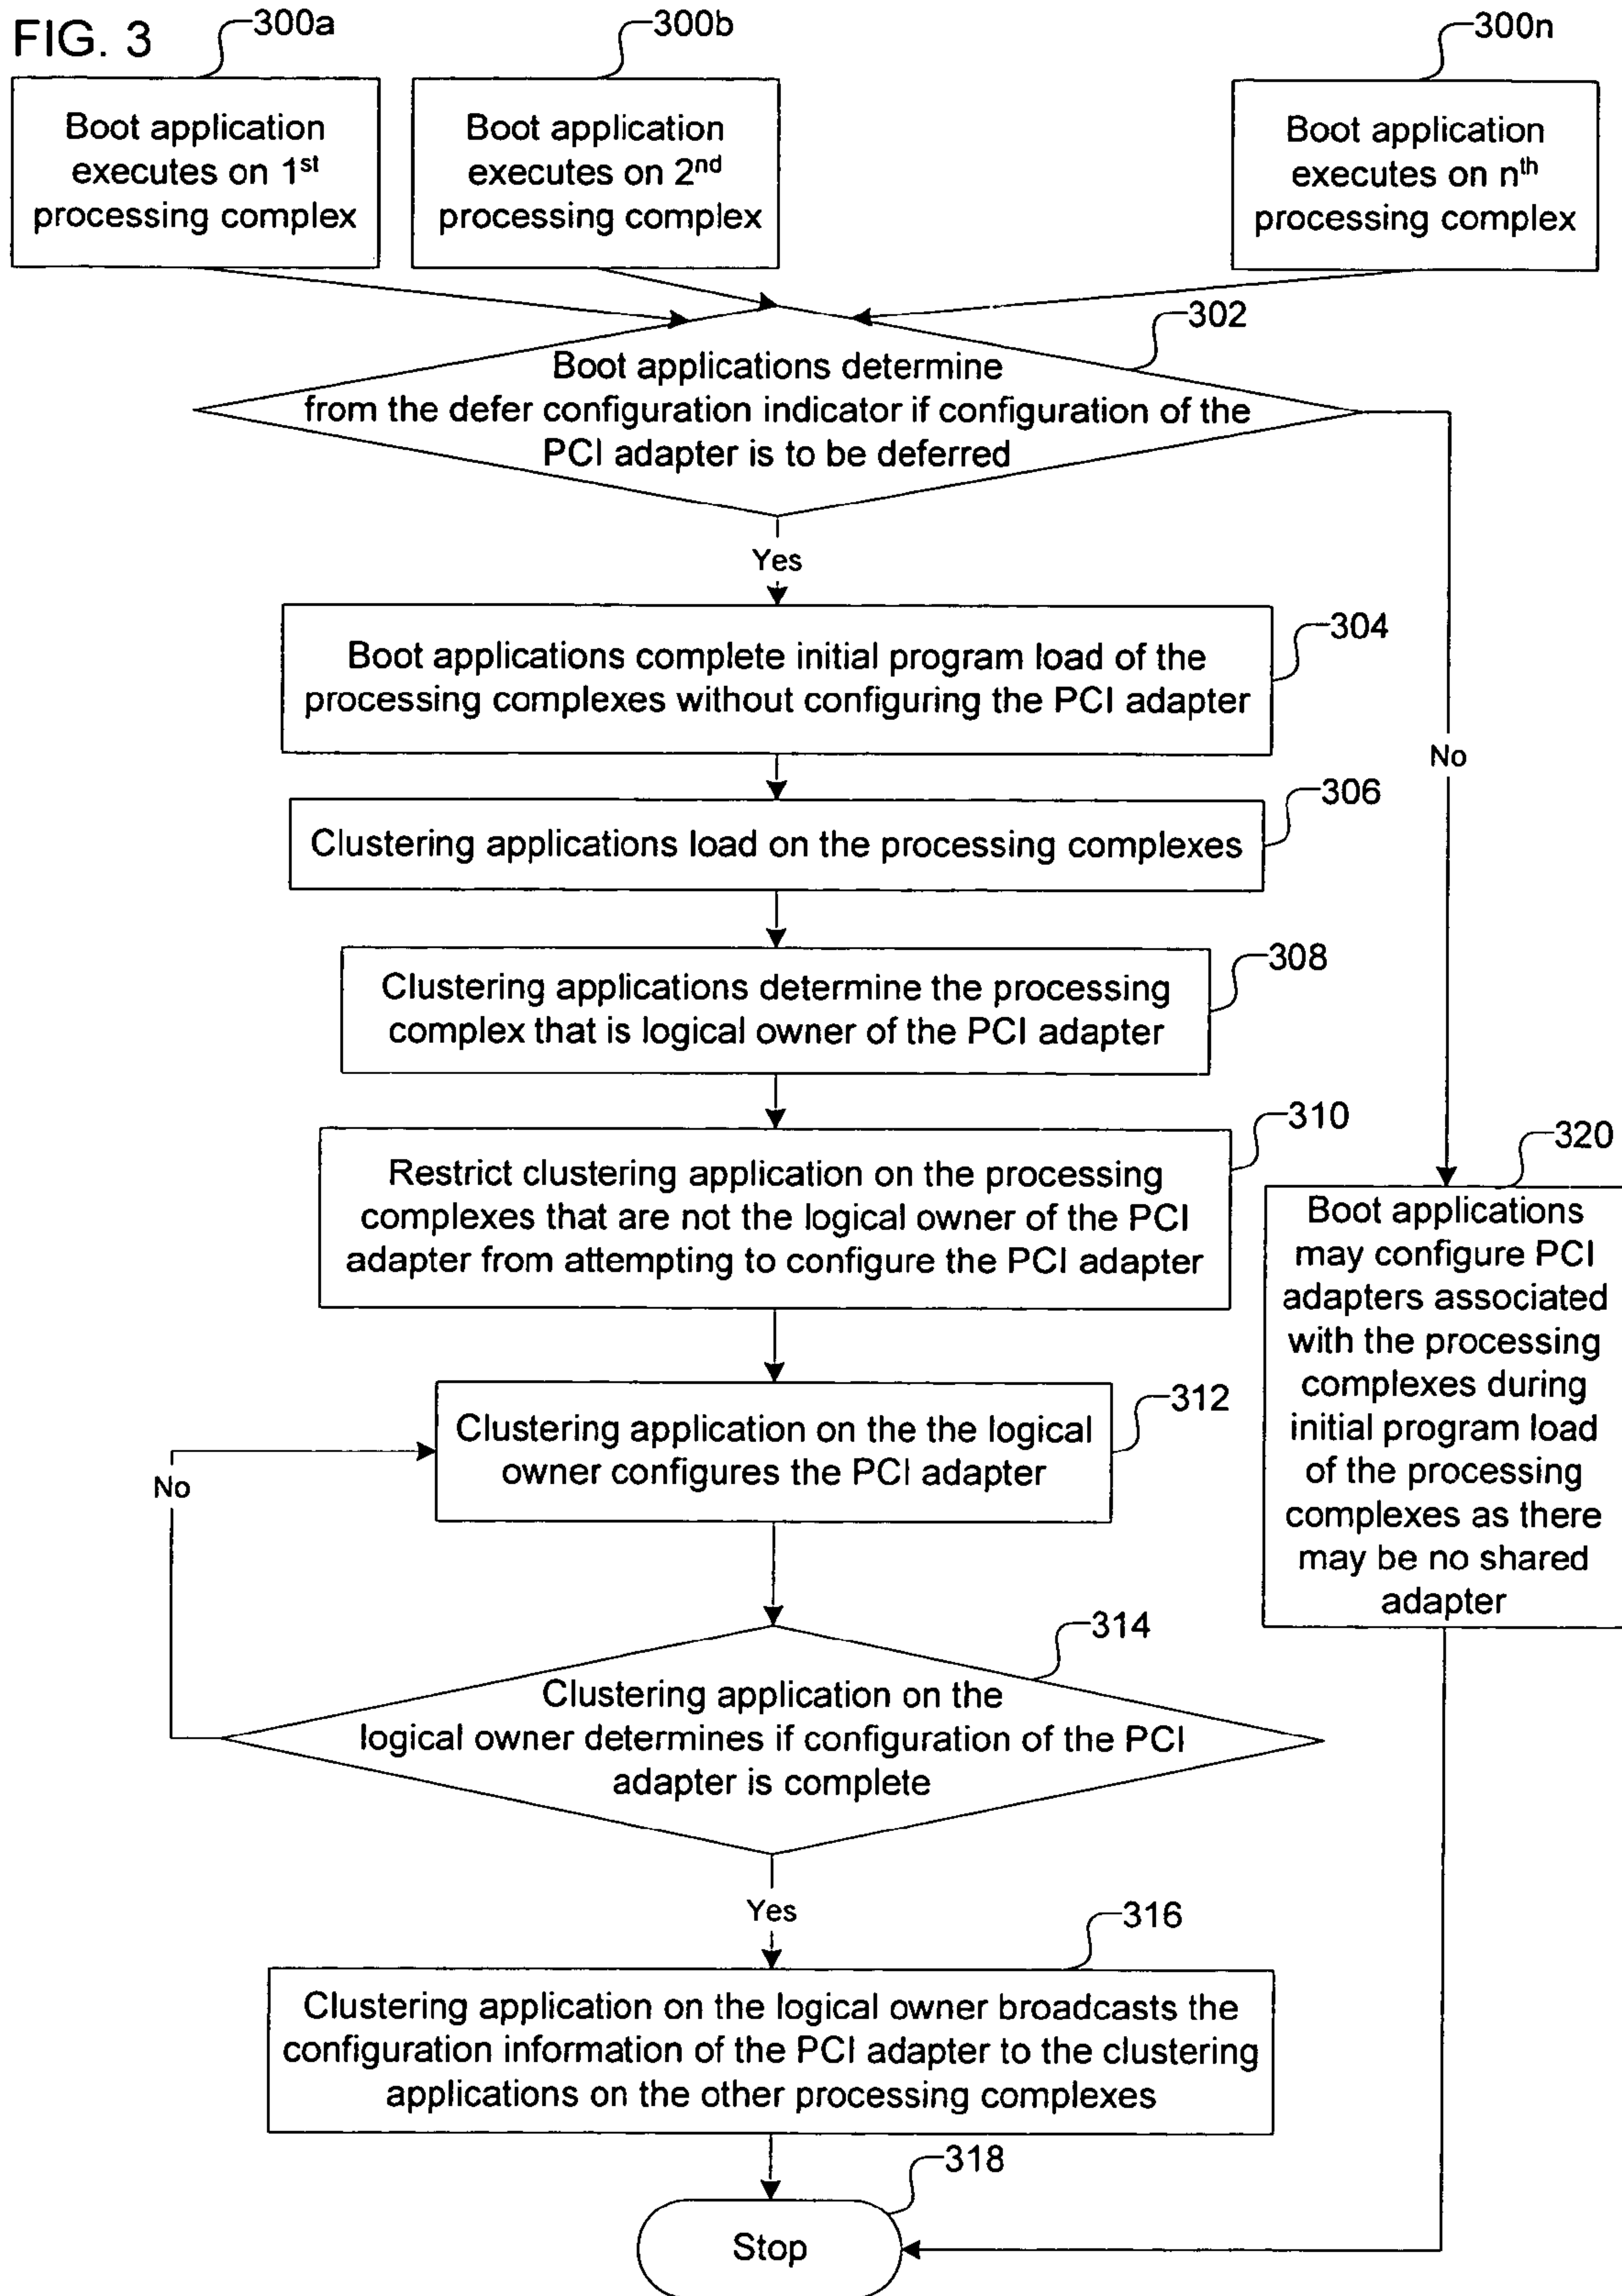 FIG. 3
300a
300b
300n
Boot application
executes on 1st
processing complex
Boot application
executes on 2nd
processing complex
Boot application
executes on nth
processing complex
302
Boot applications determine
from the defer configuration indicator if configuration of the
PCI adapter is to be deferred
Yes
No
304
Boot applications complete initial program load of the
processing complexes without configuring the PCI adapter
306
Clustering applications load on the processing complexes
308
Clustering applications determine the processing
complex that is logical owner of the PCI adapter
310
Restrict clustering application on the processing
complexes that are not the logical owner of the PCI
adapter from attempting to configure the PCI adapter
320
Boot applications
may configure PCI
adapters associated
with the processing
complexes during
initial program load
of the processing
complexes as there
may be no shared
adapter
312
Clustering application on the the logical
owner configures the PCI adapter
No
314
Clustering application on the
logical owner determines if configuration of the PCI
adapter is complete
Yes
316
Clustering application on the logical owner broadcasts the
configuration information of the PCI adapter to the clustering
applications on the other processing complexes
318
Stop